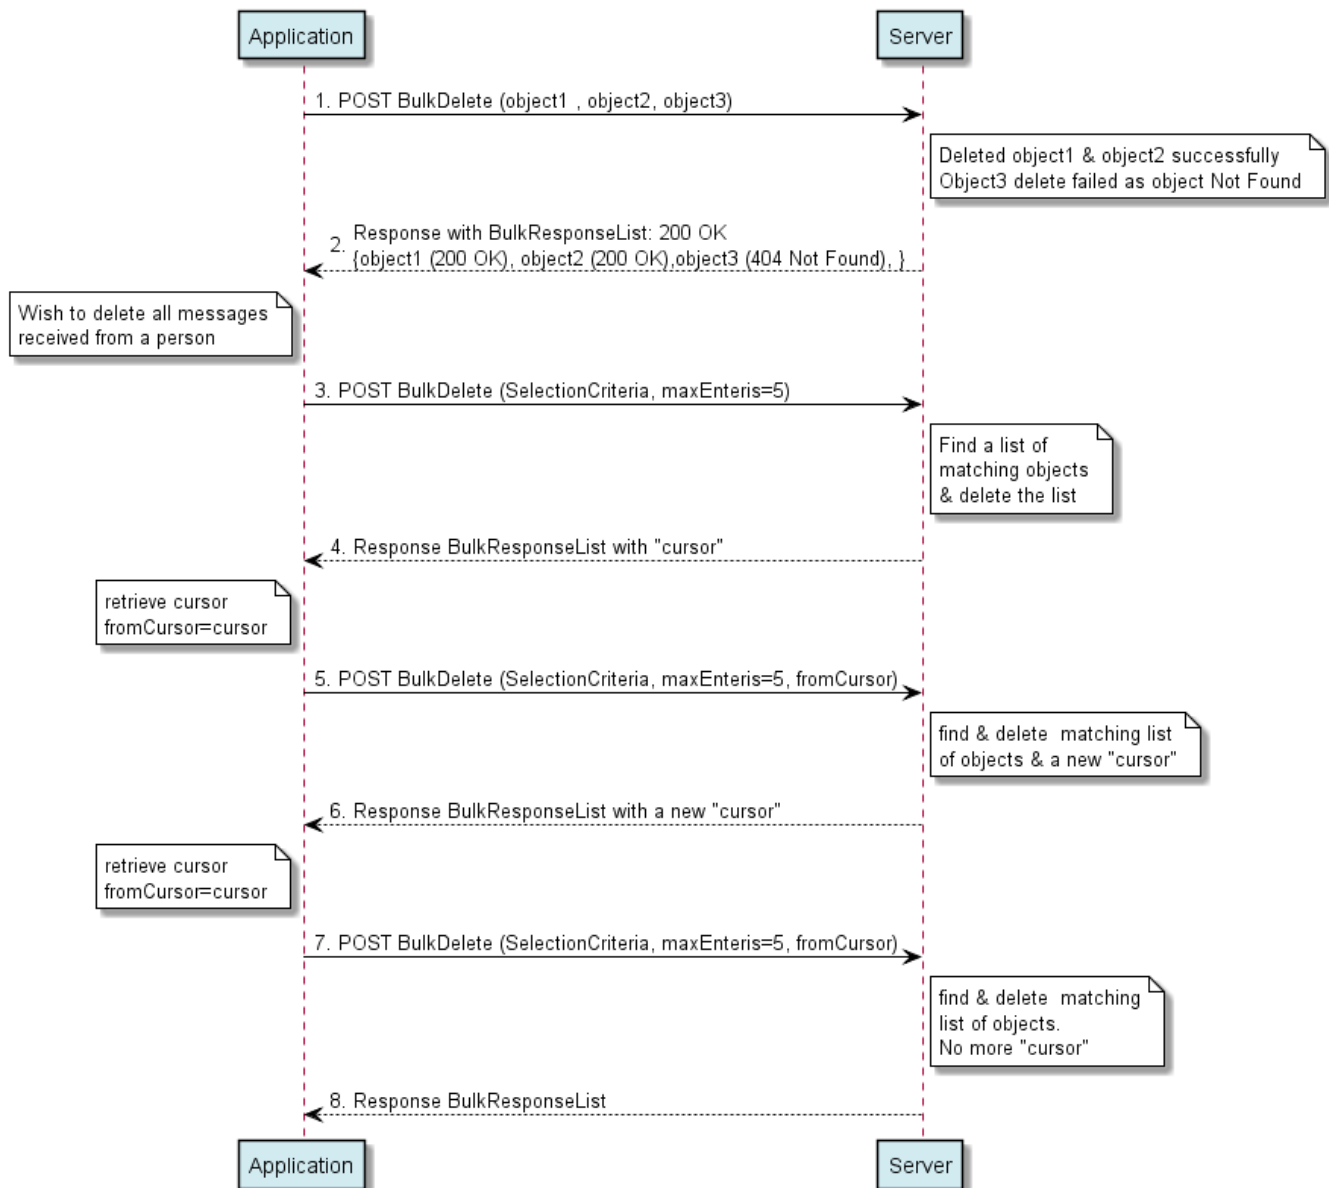 Application
Server
1. POST BulkDelete (object1 , object2, object3)
Deleted object1 & object2 successfully
Object3 delete failed as object Not Found
2. Response with BulkResponseList: 200 OK
{object1 (200 OK), object2 (200 OK),object3 (404 Not Found), }
Wish to delete all messages
received from a person
3. POST BulkDelete (SelectionCriteria, maxEnteris=5)
Find a list of
matching objects
& delete the list
4. Response BulkResponseList with "cursor"
retrieve cursor
fromCursor=cursor
5. POST BulkDelete (SelectionCriteria, maxEnteris=5, fromCursor)
find & delete  matching list
of objects & a new "cursor"
6. Response BulkResponseList with a new "cursor"
retrieve cursor
fromCursor=cursor
7. POST BulkDelete (SelectionCriteria, maxEnteris=5, fromCursor)
find & delete  matching
list of objects.
No more "cursor"
8. Response BulkResponseList
Application
Server